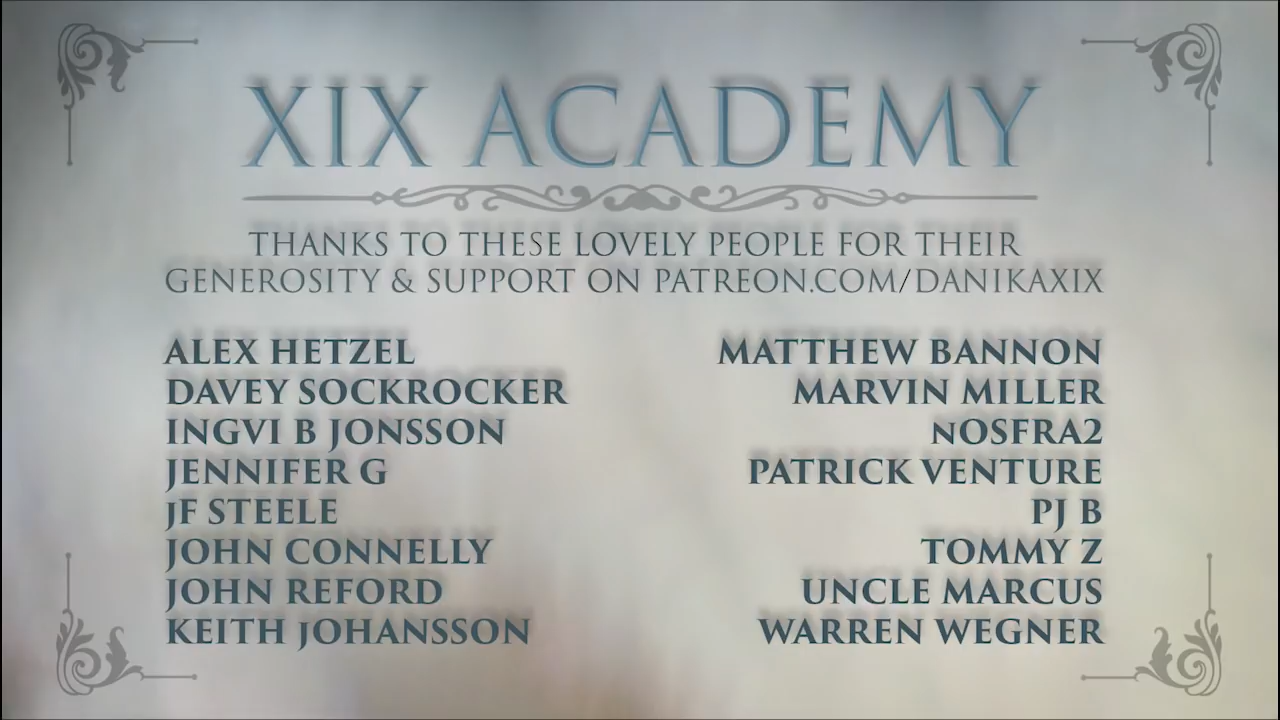 XIX ACADEMY
THANKS TO THESE LOVELY PEOPLE FOR THEIR
GENEROSITY & SUPPORT ON PATREON.COM/DANIKAXIX
ALEX HETZEL
DAVEY SOCKROCKER
INGVI B JONSSON
JENNIFER G
JF STEELE
JOHN CONNELLY
JOHN REFORD
KEITH JOHANSSON
MATTHEW BANNON
MARVIN MILLER
NOSFRA2
PATRICK VENTURE
PJ B
TOMMY Z
UNCLE MARCUS
WARREN WEGNER